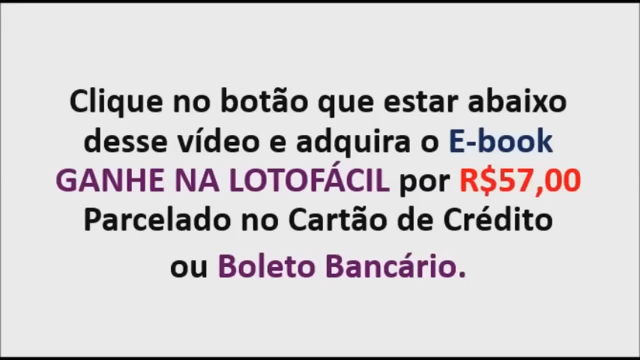 Clique no botão que estar abaixo
desse vídeo e adquira o E-book
GANHE NA LOTOFÁCIL por R$57,00
Parcelado no Cartão de Crédito
ou Boleto Bancário.